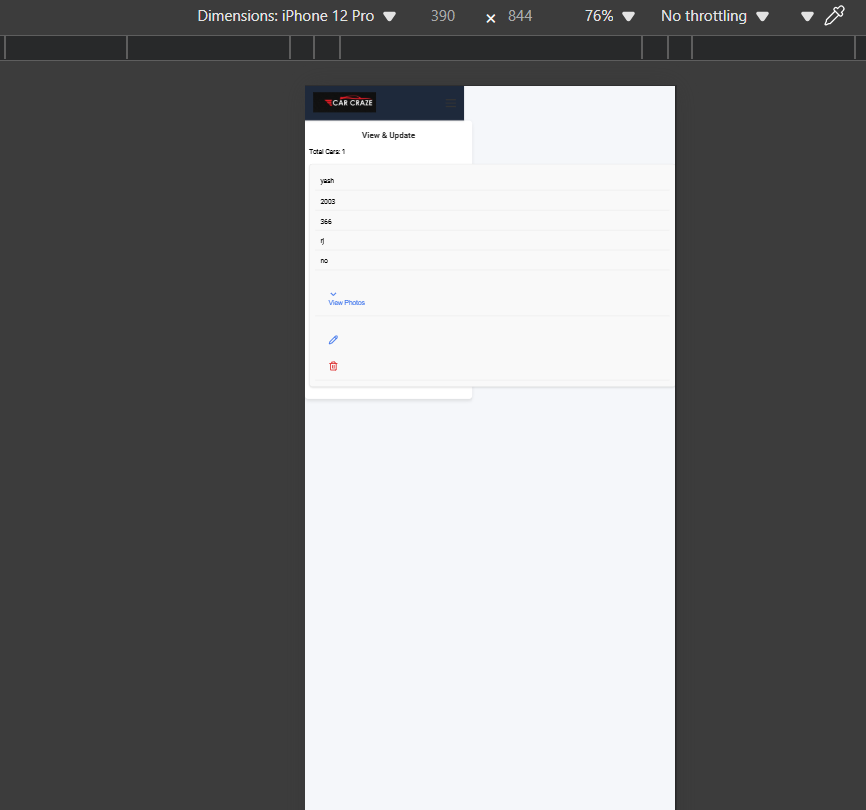 Dimensions: iPhone 12 Pro 390 × 844 76% No throttling
CAR CRAZE
View & Update
Total Cars: 1
yash
2003
366
rj
no
View Photos